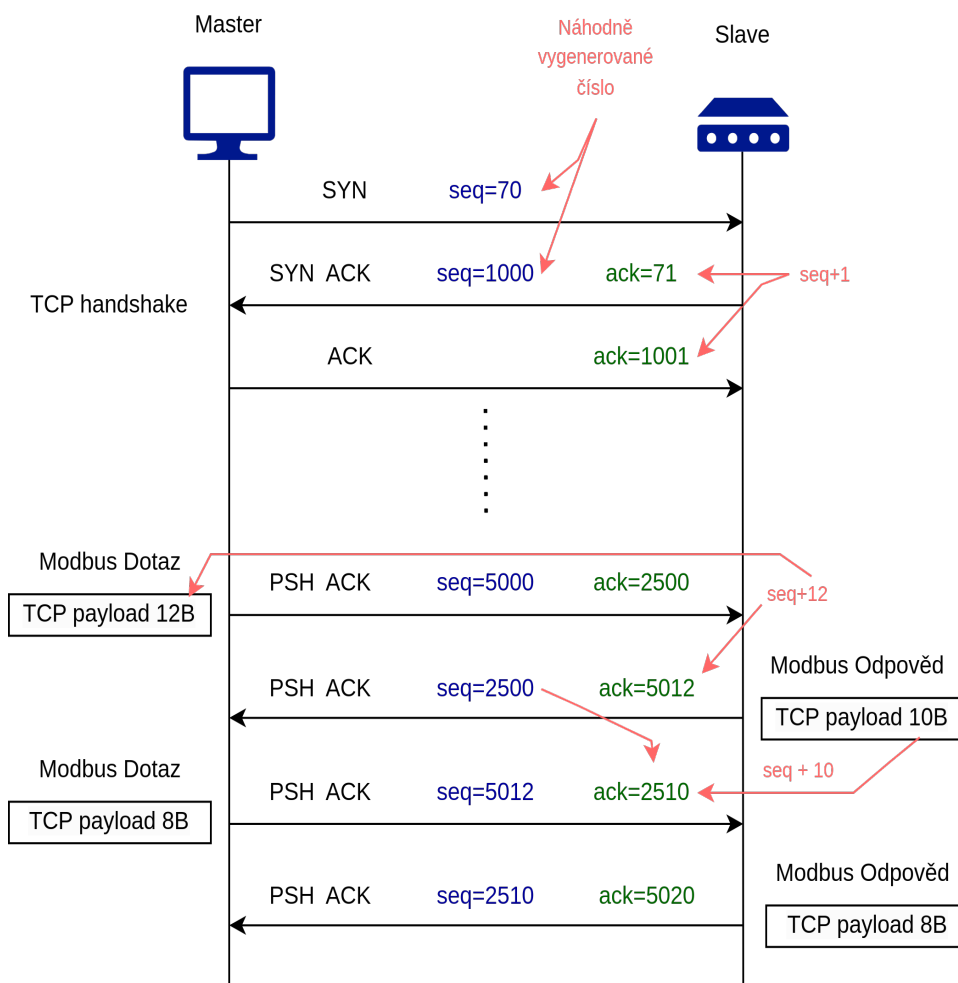 Master
Slave
Náhodně
vygenerované
číslo
SYN seq=70
SYN ACK seq=1000 ack=71
seq+1
TCP handshake
ACK ack=1001
Modbus Dotaz
PSH ACK seq=5000 ack=2500
seq+12
TCP payload 12B
Modbus Odpověd
PSH ACK seq=2500 ack=5012
TCP payload 10B
Modbus Dotaz
seq + 10
PSH ACK seq=5012 ack=2510
TCP payload 8B
Modbus Odpověd
PSH ACK seq=2510 ack=5020
TCP payload 8B